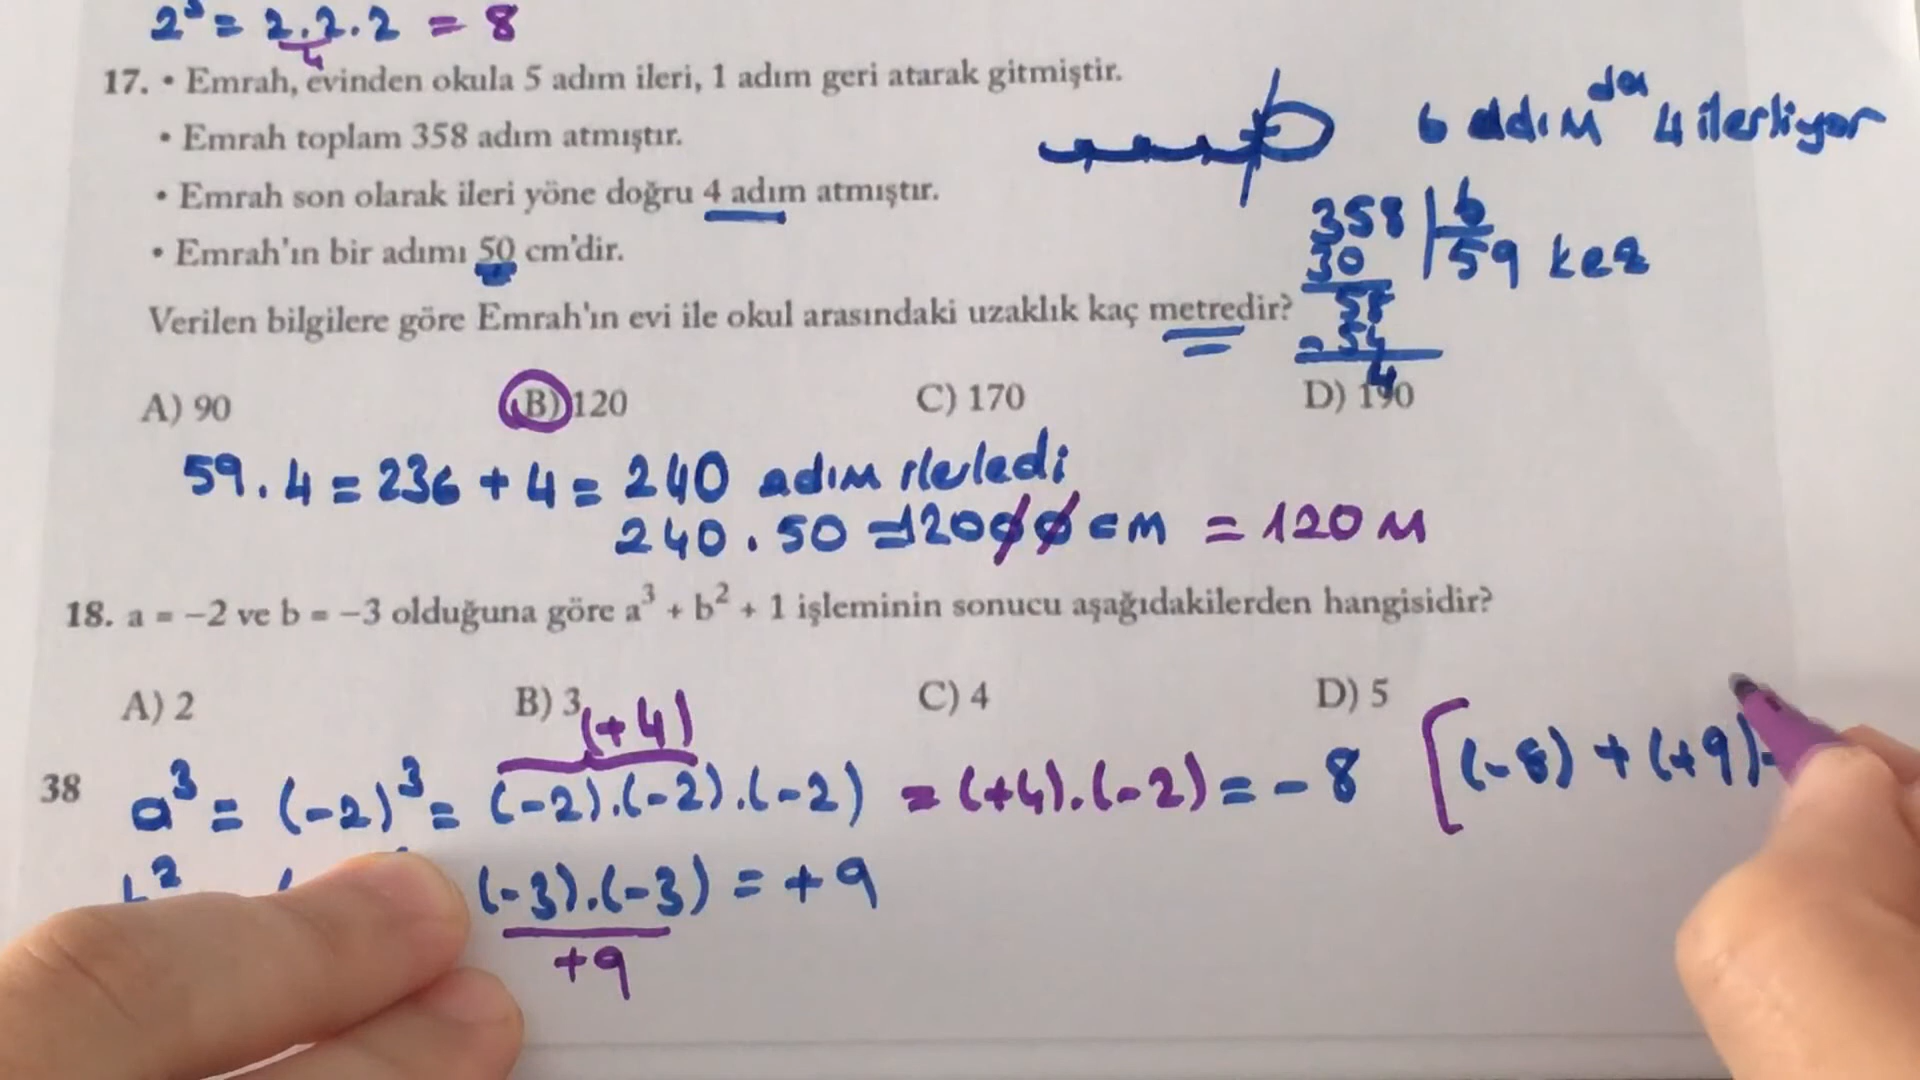 2³ = 2.2.2 = 8
4
17. • Emrah, evinden okula 5 adım ileri, 1 adım geri atarak gitmiştir.
• Emrah toplam 358 adım atmıştır.
• Emrah son olarak ileri yöne doğru 4 adım atmıştır.
• Emrah'ın bir adımı 50 cm'dir.
Verilen bilgilere göre Emrah'ın evi ile okul arasındaki uzaklık kaç metredir?
6 adımda 4 ilerliyor
358 | 6
30 | 59 kez
58
- 54
4
A) 90 B) 120 C) 170 D) 190
59.4 = 236 + 4 = 240 adım ilerledi
240.50 = 12000 cm = 120 M
18. a = −2 ve b = −3 olduğuna göre a³ + b² + 1 işleminin sonucu aşağıdakilerden hangisidir?
A) 2 B) 3 C) 4 D) 5
(+4)
38
a³ = (-2)³ = (-2).(-2).(-2) = (+4).(-2) = -8 [(-8) + (+9)
b² (-3).(-3) = +9
+9